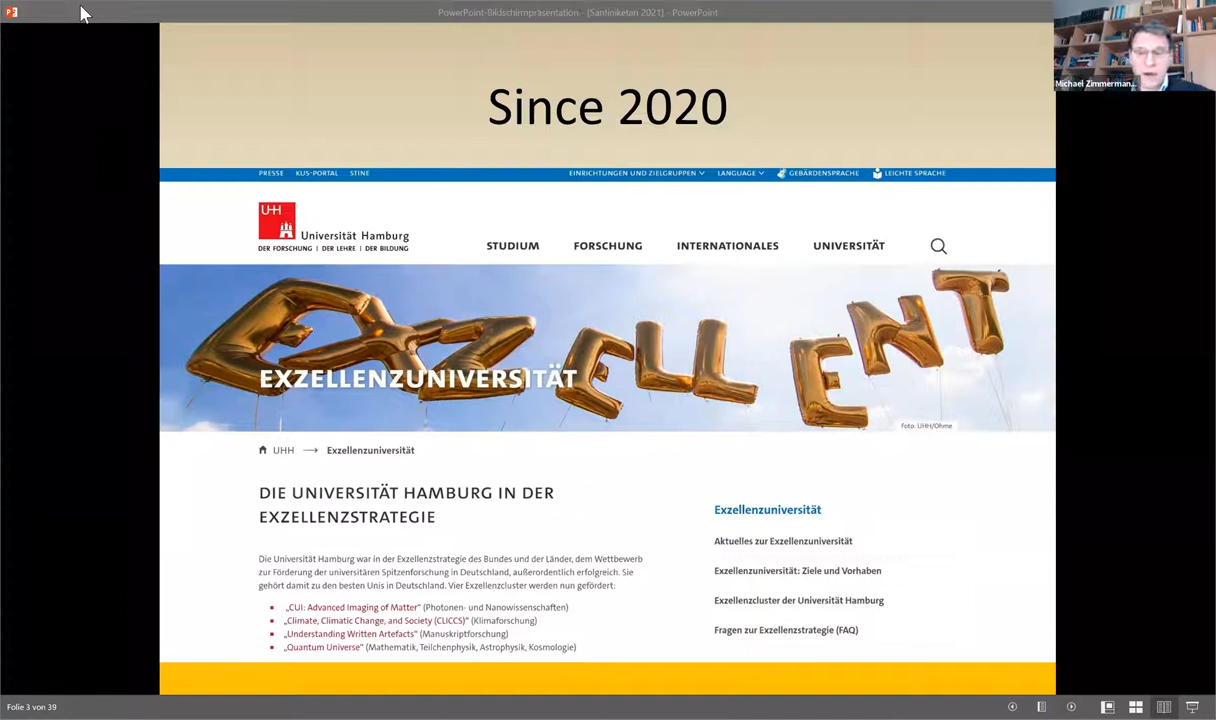 PowerPoint-Bildschirmpräsentation - [Santiniketan 2021] - PowerPoint
Michael Zimmerman...
Since 2020
PRESSE KUS-PORTAL STINE EINRICHTUNGEN UND ZIELGRUPPEN LANGUAGE GEBÄRDENSPRACHE LEICHTE SPRACHE
UHH
Universität Hamburg
DER FORSCHUNG | DER LEHRE | DER BILDUNG
STUDIUM FORSCHUNG INTERNATIONALES UNIVERSITÄT
EXZELLENT
EXZELLENZUNIVERSITÄT
Foto: UHH/Ohme
UHH → Exzellenzuniversität
DIE UNIVERSITÄT HAMBURG IN DER
EXZELLENZSTRATEGIE
Die Universität Hamburg war in der Exzellenzstrategie des Bundes und der Länder, dem Wettbewerb
zur Förderung der universitären Spitzenforschung in Deutschland, außerordentlich erfolgreich. Sie
gehört damit zu den besten Unis in Deutschland. Vier Exzellenzcluster werden nun gefördert:
„CUI: Advanced Imaging of Matter“ (Photonen- und Nanowissenschaften)
„Climate, Climatic Change, and Society (CLICCS)“ (Klimaforschung)
„Understanding Written Artefacts“ (Manuskriptforschung)
„Quantum Universe“ (Mathematik, Teilchenphysik, Astrophysik, Kosmologie)
Exzellenzuniversität
Aktuelles zur Exzellenzuniversität
Exzellenzuniversität: Ziele und Vorhaben
Exzellenzcluster der Universität Hamburg
Fragen zur Exzellenzstrategie (FAQ)
Folie 3 von 39